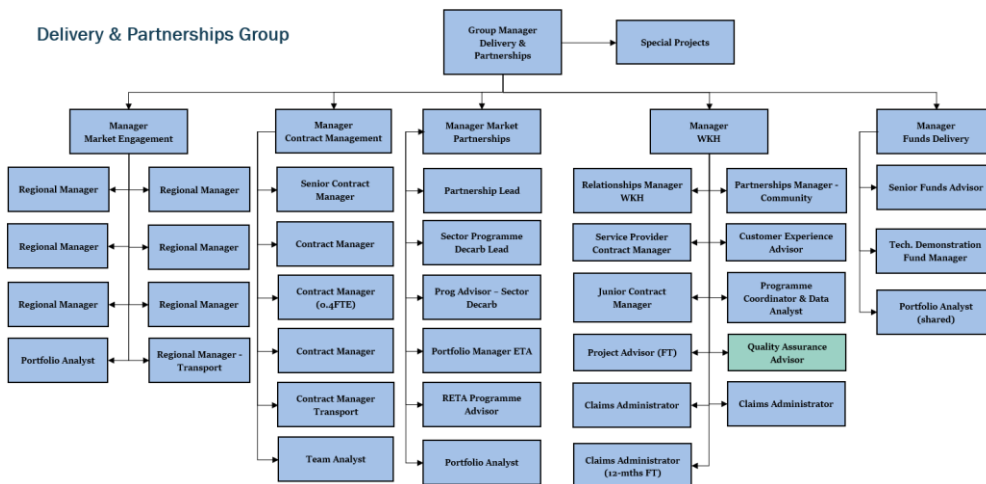 Delivery & Partnerships Group
Group Manager
Delivery &
Partnerships
Special Projects
Manager
Market Engagement
Manager
Contract Management
Manager Market
Partnerships
Manager
WKH
Manager
Funds Delivery
Regional Manager
Regional Manager
Regional Manager
Regional Manager
Regional Manager
Regional Manager
Portfolio Analyst
Regional Manager -
Transport
Senior Contract
Manager
Contract Manager
Contract Manager
(0.4FTE)
Contract Manager
Contract Manager
Transport
Team Analyst
Partnership Lead
Sector Programme
Decarb Lead
Prog Advisor – Sector
Decarb
Portfolio Manager ETA
RETA Programme
Advisor
Portfolio Analyst
Relationships Manager
WKH
Partnerships Manager -
Community
Service Provider
Contract Manager
Customer Experience
Advisor
Junior Contract
Manager
Programme
Coordinator & Data
Analyst
Project Advisor (FT)
Quality Assurance
Advisor
Claims Administrator
Claims Administrator
Claims Administrator
(12-mths FT)
Senior Funds Advisor
Tech. Demonstration
Fund Manager
Portfolio Analyst
(shared)